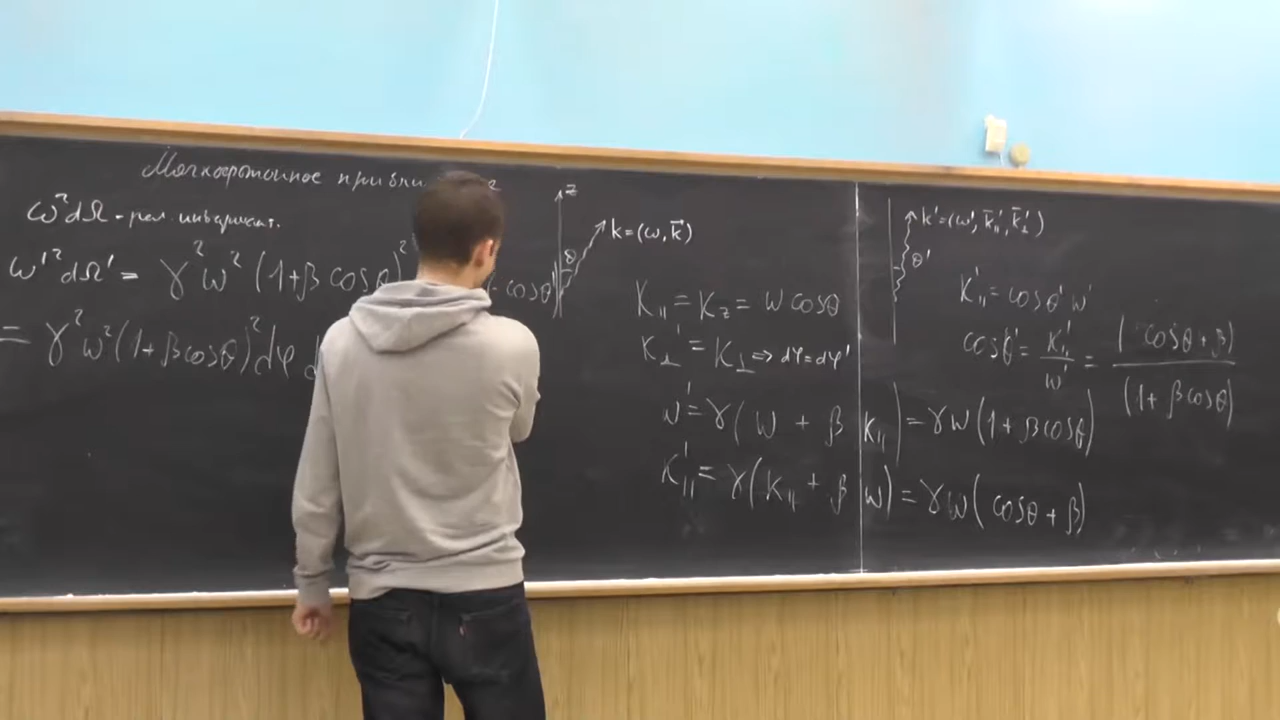 Мягкофотонное
ω²dΩ - рел. инвариант.
ω'²dΩ' = γ²ω²(1+βcosθ)² cosθ'
= γ²ω²(1+βcosθ)²dφ d
z
θ
k=(ω,k⃗)
K∥ = Kz = ωcosθ
K⊥' = K⊥ ⇒ dφ=dφ'
ω' = γ(ω + β K∥) = γω(1+βcosθ)
K∥' = γ(K∥ + β ω) = γω(cosθ+β)
k'=(ω', k̄∥', k̄⊥')
θ'
K∥' = cosθ' ω'
cosθ' = K∥'/ω' = (cosθ+β)/(1+βcosθ)